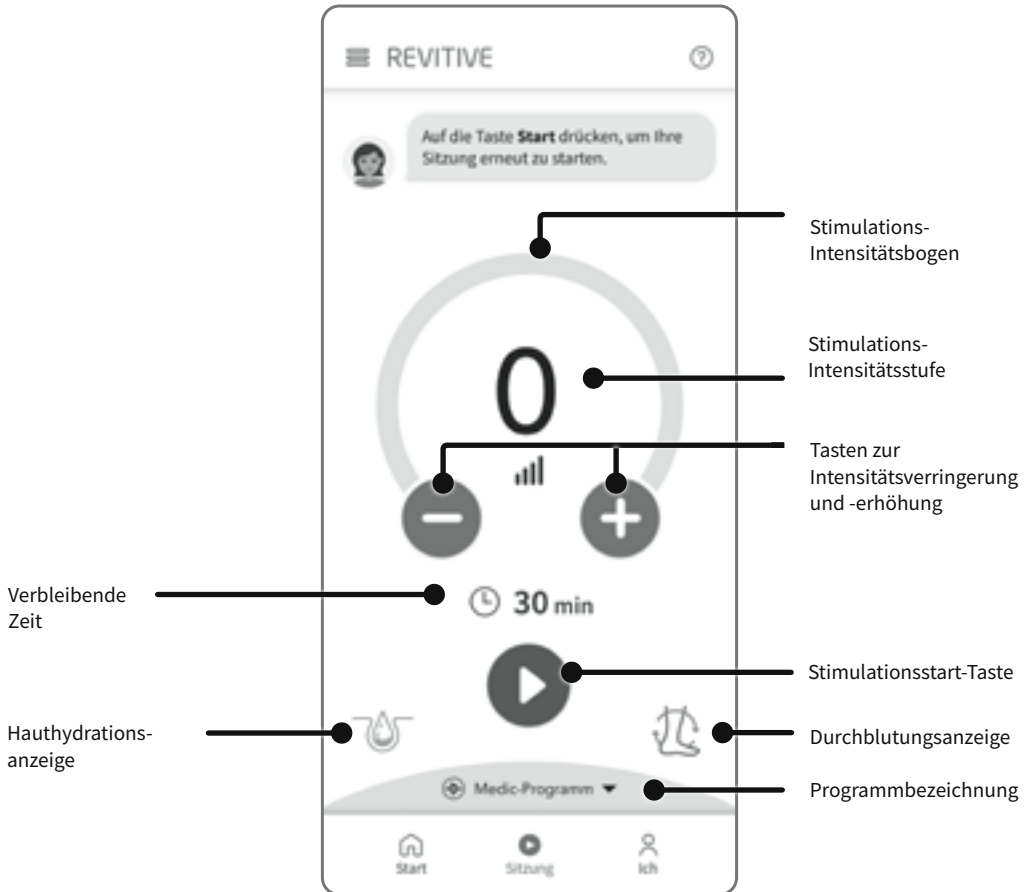 REVITIVE
Auf die Taste Start drücken, um Ihre
Sitzung erneut zu starten.
Stimulations-
Intensitätsbogen
Stimulations-
Intensitätsstufe
0
Tasten zur
Intensitätsverringerung
und -erhöhung
Verbleibende
Zeit
30 min
Stimulationsstart-Taste
Hauthydrations-
anzeige
Durchblutungsanzeige
Medic-Programm
Programmbezeichnung
Start
Sitzung
Ich